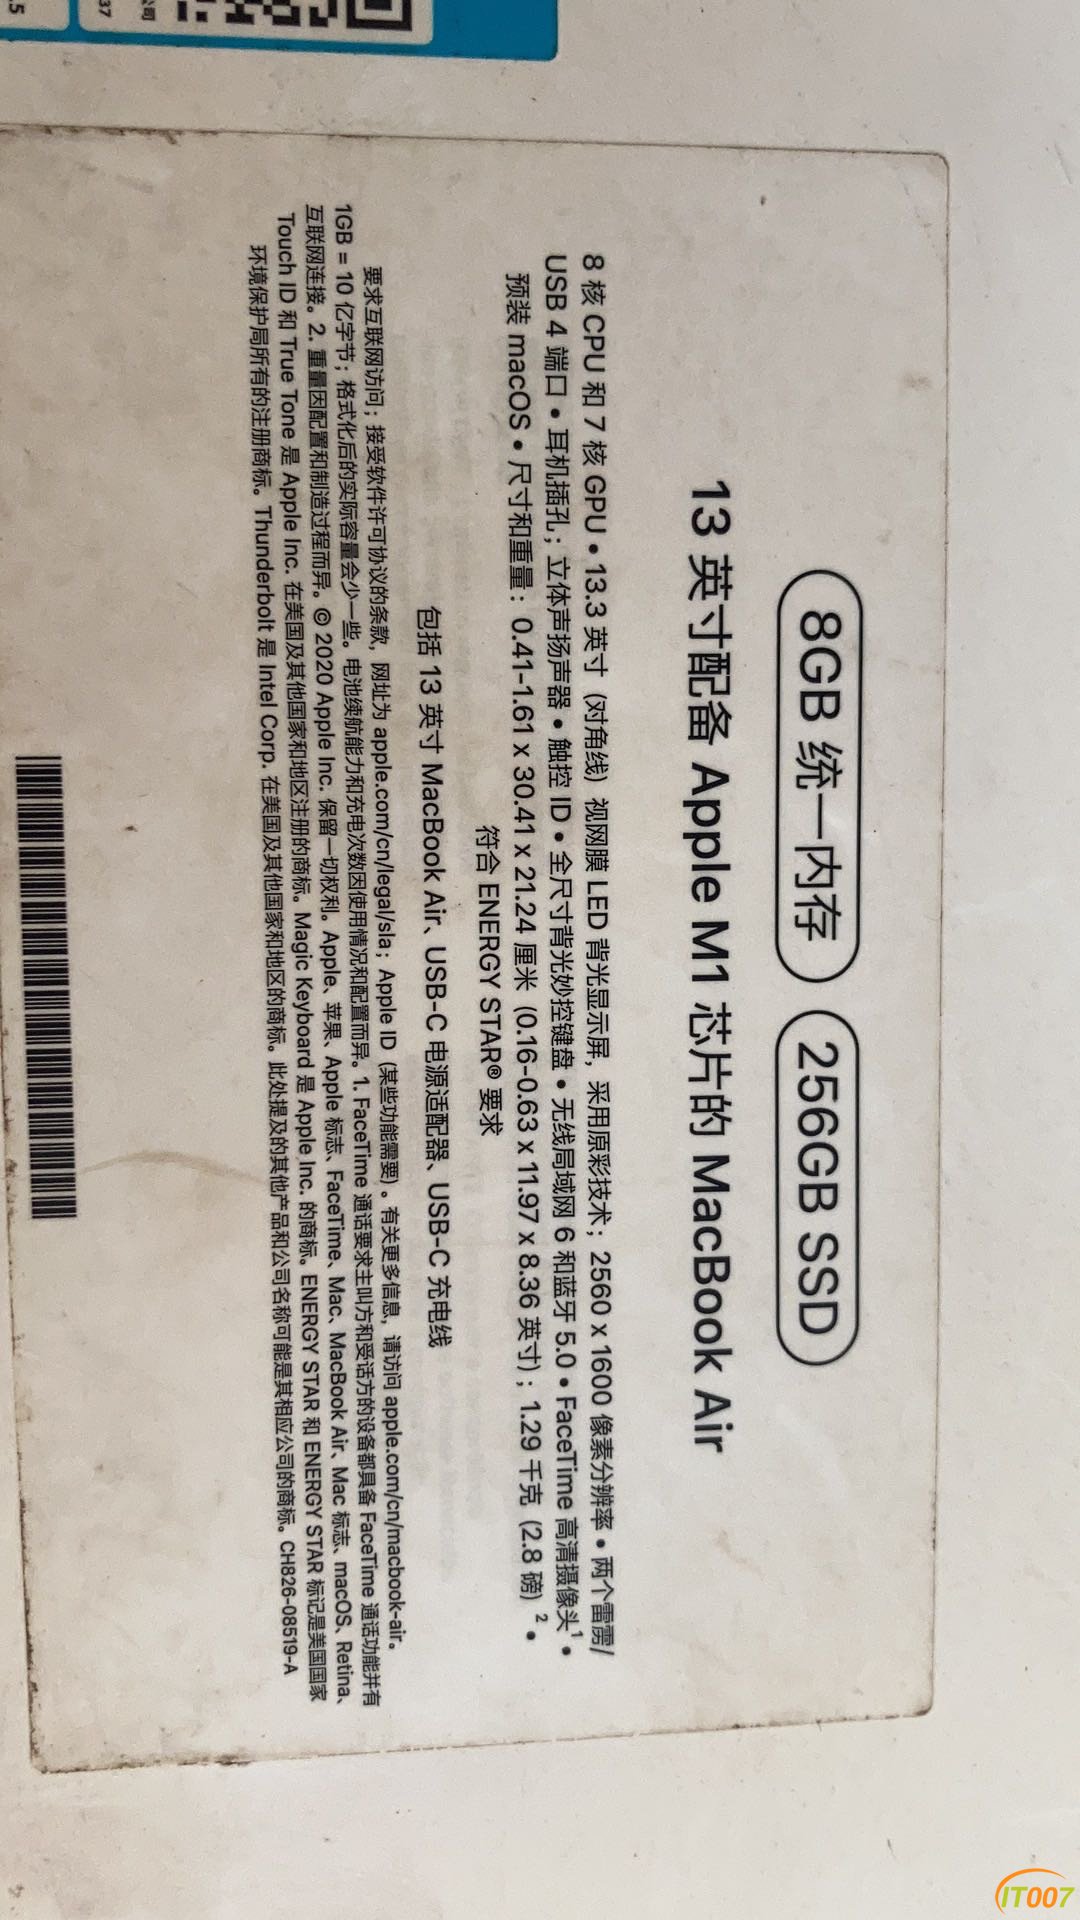 .5
37
公司
8GB 统一内存 256GB SSD
13 英寸配备 Apple M1 芯片的 MacBook Air
8 核 CPU 和 7 核 GPU • 13.3 英寸（对角线）视网膜 LED 背光显示屏，采用原彩技术；2560 x 1600 像素分辨率 • 两个雷雳/
USB 4 端口 • 耳机插孔；立体声扬声器 • 触控 ID • 全尺寸背光妙控键盘 • 无线局域网 6 和蓝牙 5.0 • FaceTime 高清摄像头¹ •
预装 macOS • 尺寸和重量：0.41-1.61 x 30.41 x 21.24 厘米（0.16-0.63 x 11.97 x 8.36 英寸）；1.29 千克（2.8 磅）² •
符合 ENERGY STAR® 要求
包括 13 英寸 MacBook Air、USB-C 电源适配器、USB-C 充电线
要求互联网访问；接受软件许可协议的条款，网址为 apple.com/cn/legal/sla；Apple ID（某些功能需要）。有关更多信息，请访问 apple.com/cn/macbook-air。
1GB = 10 亿字节；格式化后的实际容量会少一些。电池续航能力和充电次数因使用情况和配置而异。1. FaceTime 通话要求主叫方和受话方的设备都具备 FaceTime 通话功能并有
互联网连接。2. 重量因配置和制造过程而异。© 2020 Apple Inc. 保留一切权利。Apple、苹果、Apple 标志、FaceTime、Mac、MacBook Air、Mac 标志、macOS、Retina、
Touch ID 和 True Tone 是 Apple Inc. 在美国及其他国家和地区注册的商标。Magic Keyboard 是 Apple Inc. 的商标。ENERGY STAR 和 ENERGY STAR 标记是美国国家
环境保护局所有的注册商标。Thunderbolt 是 Intel Corp. 在美国及其他国家和地区的商标。此处提及的其他产品和公司名称可能是其相应公司的商标。CH826-08519-A
IT007